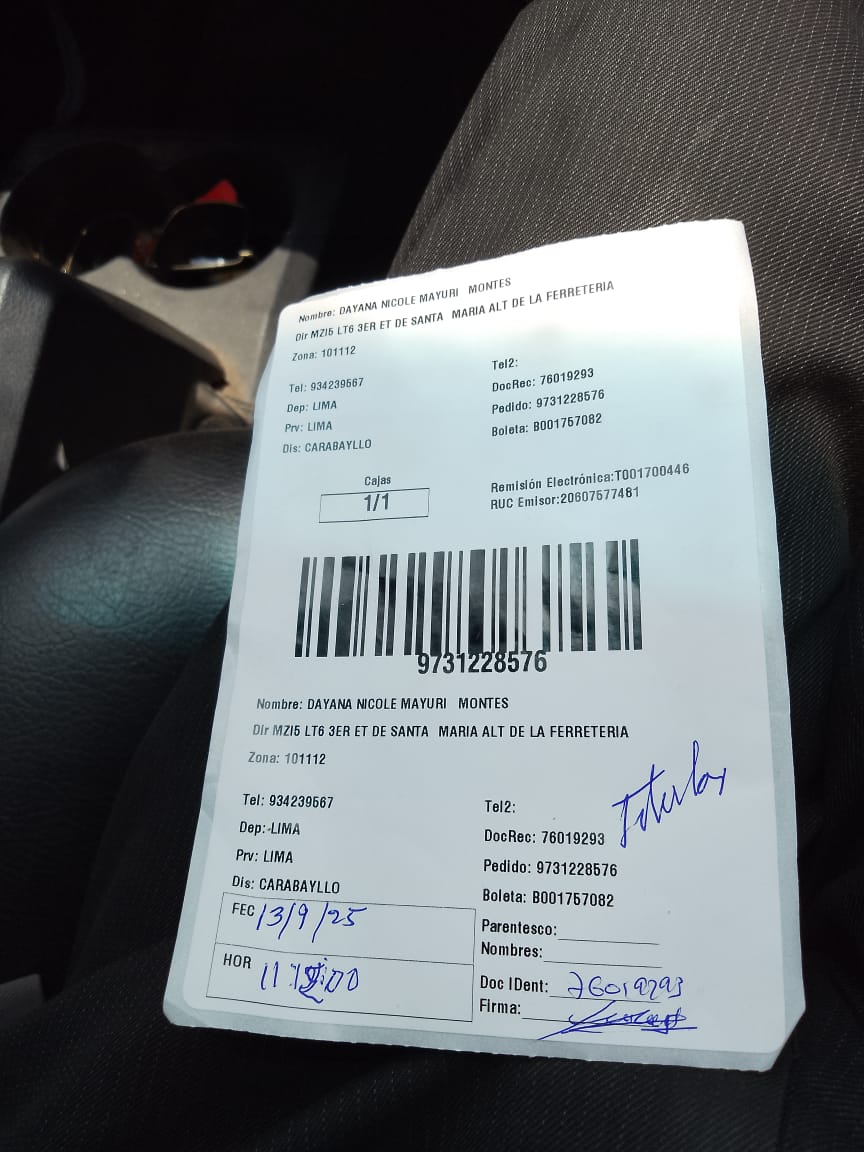 Nombre: DAYANA NICOLE MAYURI MONTES
Dir MZI5 LT6 3ER ET DE SANTA MARIA ALT DE LA FERRETERIA
Zona: 101112
Tel: 934239567
Dep: LIMA
Prv: LIMA
Dis: CARABAYLLO
Tel2:
DocRec: 76019293
Pedido: 9731228576
Boleta: B001757082
Cajas
1/1
Remisión Electrónica:T001700446
RUC Emisor:20607577481
9731228576
Nombre: DAYANA NICOLE MAYURI MONTES
Dir MZI5 LT6 3ER ET DE SANTA MARIA ALT DE LA FERRETERIA
Zona: 101112
Tel: 934239567
Dep: LIMA
Prv: LIMA
Dis: CARABAYLLO
Titular
Tel2:
DocRec: 76019293
Pedido: 9731228576
Boleta: B001757082
FEC 13/9/25
HOR
Parentesco:
Nombres:
Doc IDent: 76019293
Firma: